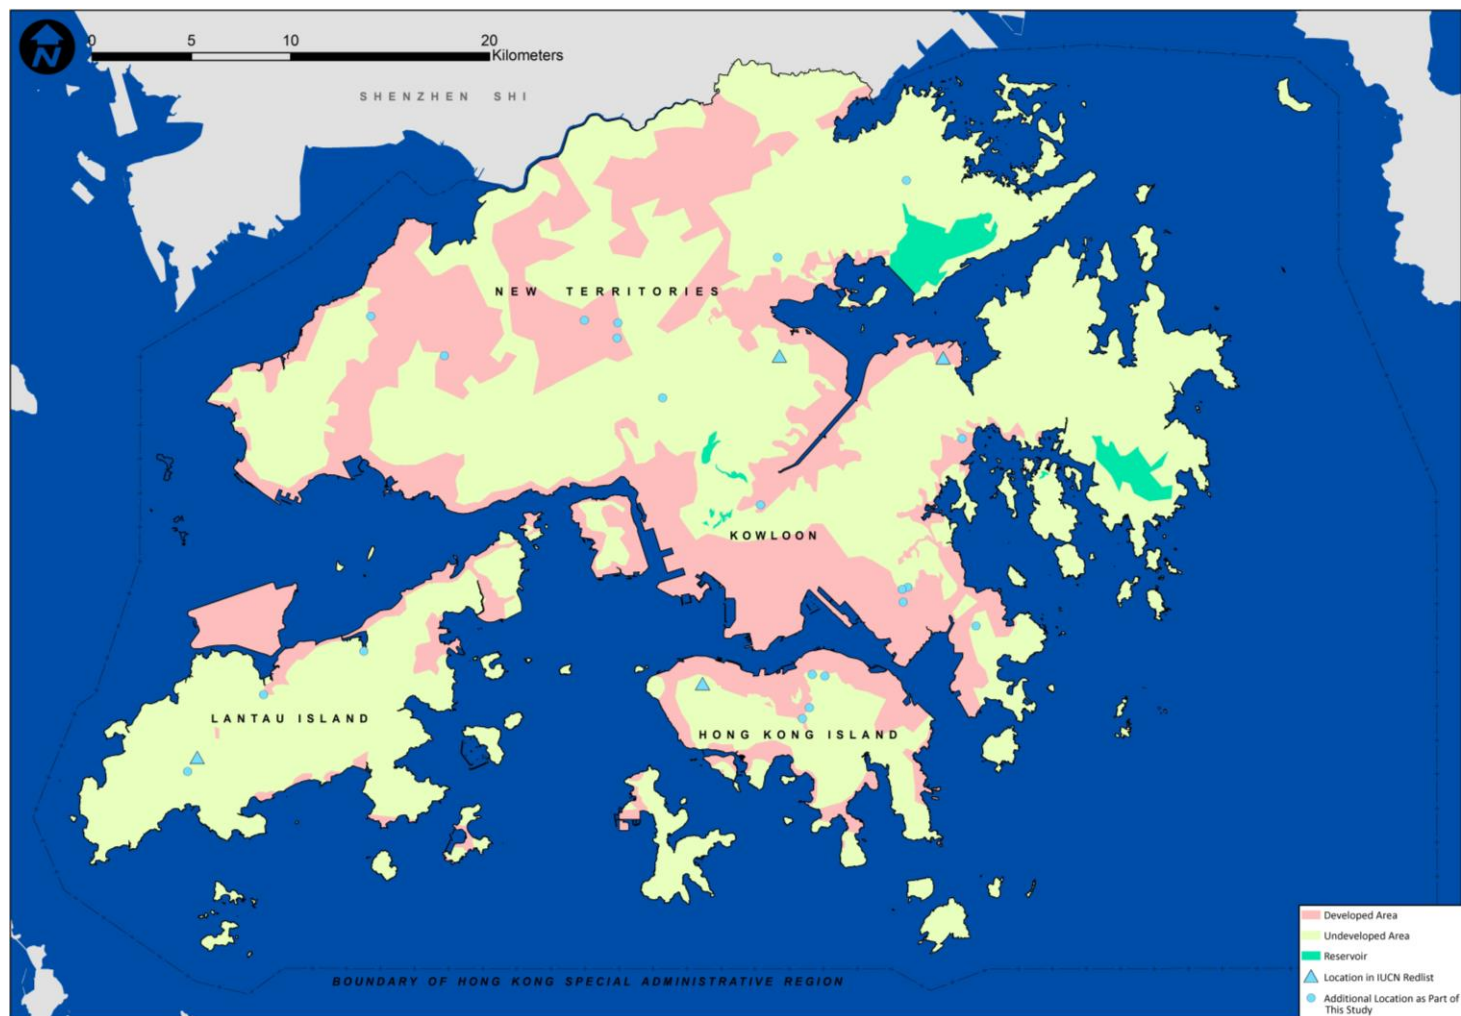 N
0 5 10 20
Kilometers
SHENZHEN SHI
NEW TERRITORIES
KOWLOON
LANTAU ISLAND
HONG KONG ISLAND
BOUNDARY OF HONG KONG SPECIAL ADMINISTRATIVE REGION
Developed Area
Undeveloped Area
Reservoir
Location in IUCN Redlist
Additional Location as Part of
This Study